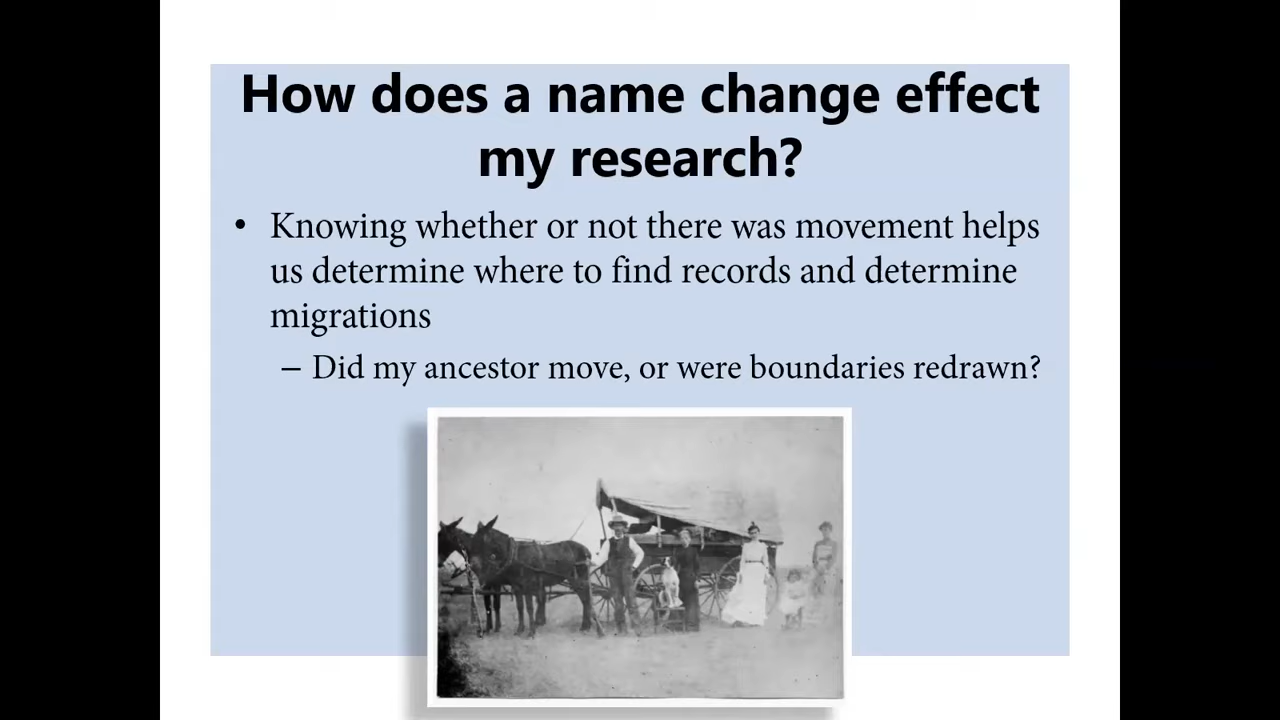 How does a name change effect
my research?
• Knowing whether or not there was movement helps
us determine where to find records and determine
migrations
– Did my ancestor move, or were boundaries redrawn?